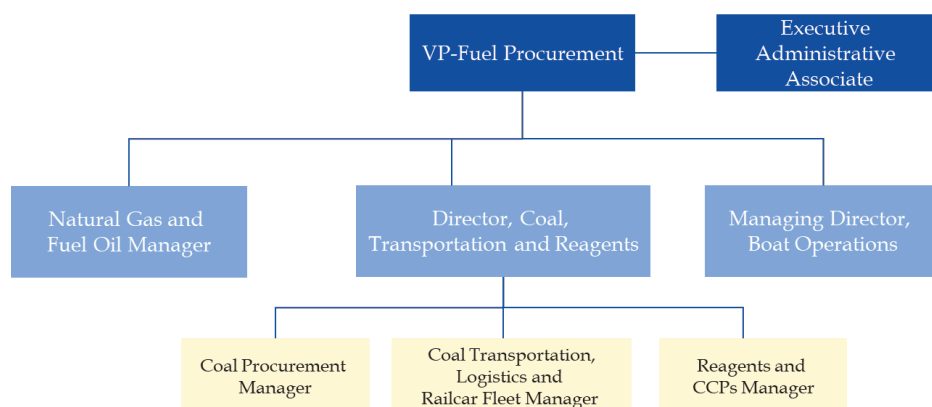 VP-Fuel Procurement
Executive
Administrative
Associate
Natural Gas and
Fuel Oil Manager
Director, Coal,
Transportation and Reagents
Managing Director,
Boat Operations
Coal Procurement
Manager
Coal Transportation,
Logistics and
Railcar Fleet Manager
Reagents and
CCPs Manager